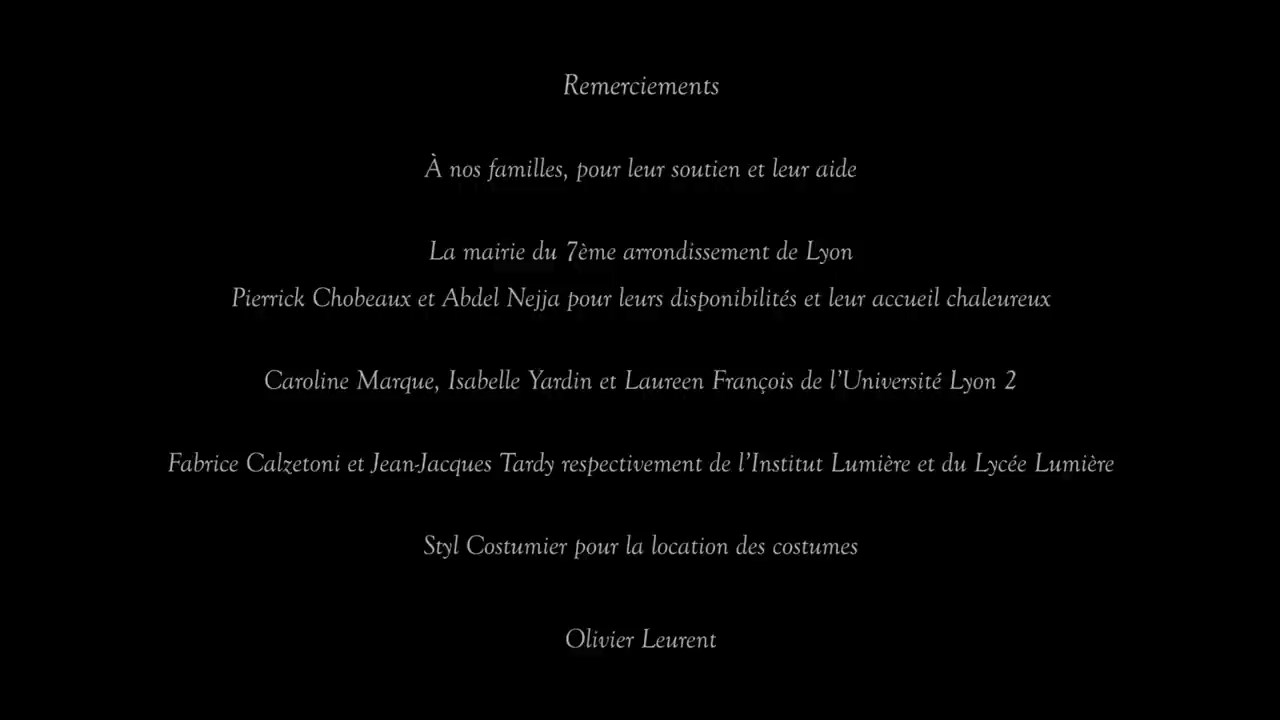 Remerciements
À nos familles, pour leur soutien et leur aide
La mairie du 7ème arrondissement de Lyon
Pierrick Chobeaux et Abdel Nejja pour leurs disponibilités et leur accueil chaleureux
Caroline Marque, Isabelle Yardin et Laureen François de l'Université Lyon 2
Fabrice Calzetoni et Jean-Jacques Tardy respectivement de l'Institut Lumière et du Lycée Lumière
Styl Costumier pour la location des costumes
Olivier Leurent